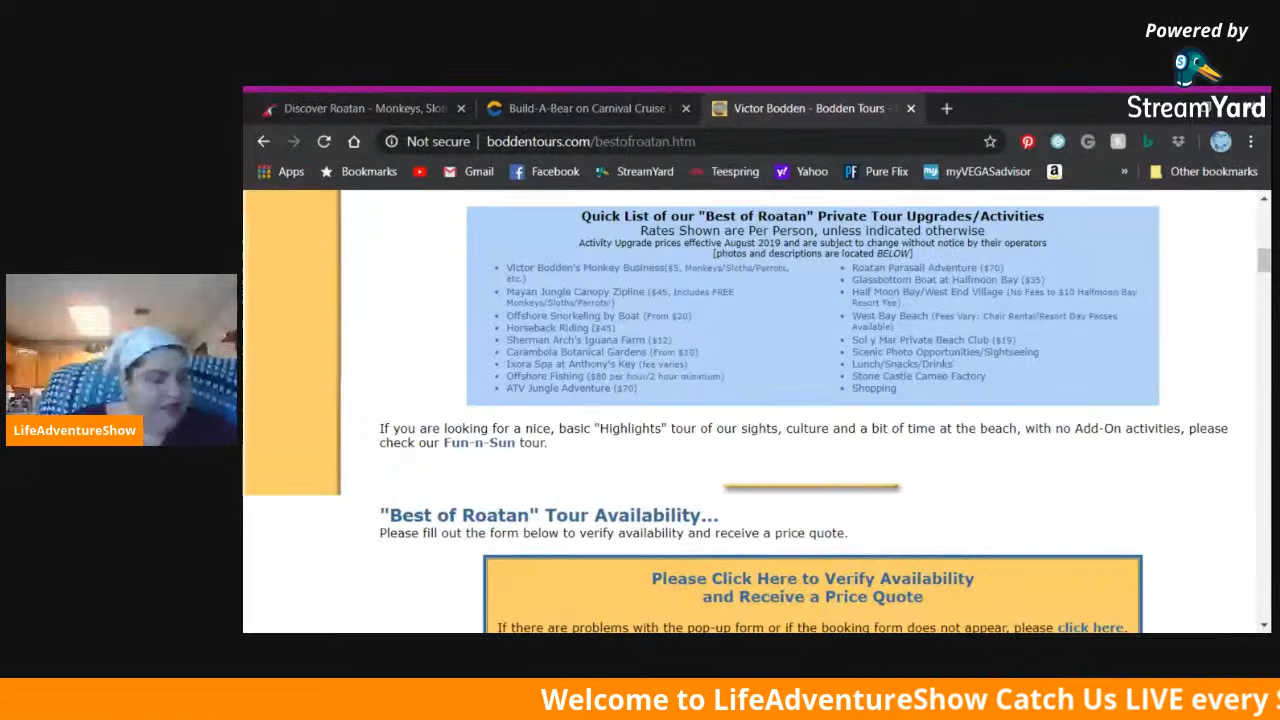 Powered by
StreamYard
Discover Roatan - Monkeys, Slo
Build-A-Bear on Carnival Cruise
Victor Bodden - Bodden Tours -
Not secure
boddentours.com/bestofroatan.htm
Apps
Bookmarks
Gmail
Facebook
StreamYard
Teespring
Yahoo
Pure Flix
myVEGASadvisor
»
Other bookmarks
Quick List of our "Best of Roatan" Private Tour Upgrades/Activities
Rates Shown are Per Person, unless indicated otherwise
Activity Upgrade prices effective August 2019 and are subject to change without notice by their operators
[photos and descriptions are located BELOW]
• Victor Bodden's Monkey Business($5, Monkeys/Sloths/Parrots,
etc.)
• Mayan Jungle Canopy Zipline ($45, Includes FREE
Monkeys/Sloths/Parrots!)
• Offshore Snorkeling by Boat (From $20)
• Horseback Riding ($45)
• Sherman Arch's Iguana Farm ($12)
• Carambola Botanical Gardens (From $10)
• Ixora Spa at Anthony's Key (fee varies)
• Offshore Fishing ($80 per hour/2 hour minimum)
• ATV Jungle Adventure ($70)
• Roatan Parasail Adventure ($70)
• Glassbottom Boat at Halfmoon Bay ($35)
• Half Moon Bay/West End Village (No Fees to $10 Halfmoon Bay
Resort Fee)
• West Bay Beach (Fees Vary: Chair Rental/Resort Day Passes
Available)
• Sol y Mar Private Beach Club ($19)
• Scenic Photo Opportunities/Sightseeing
• Lunch/Snacks/Drinks
• Stone Castle Cameo Factory
• Shopping
If you are looking for a nice, basic "Highlights" tour of our sights, culture and a bit of time at the beach, with no Add-On activities, please
check our Fun-n-Sun tour.
"Best of Roatan" Tour Availability...
Please fill out the form below to verify availability and receive a price quote.
Please Click Here to Verify Availability
and Receive a Price Quote
If there are problems with the pop-up form or if the booking form does not appear, please click here.
LifeAdventureShow
Welcome to LifeAdventureShow Catch Us LIVE every